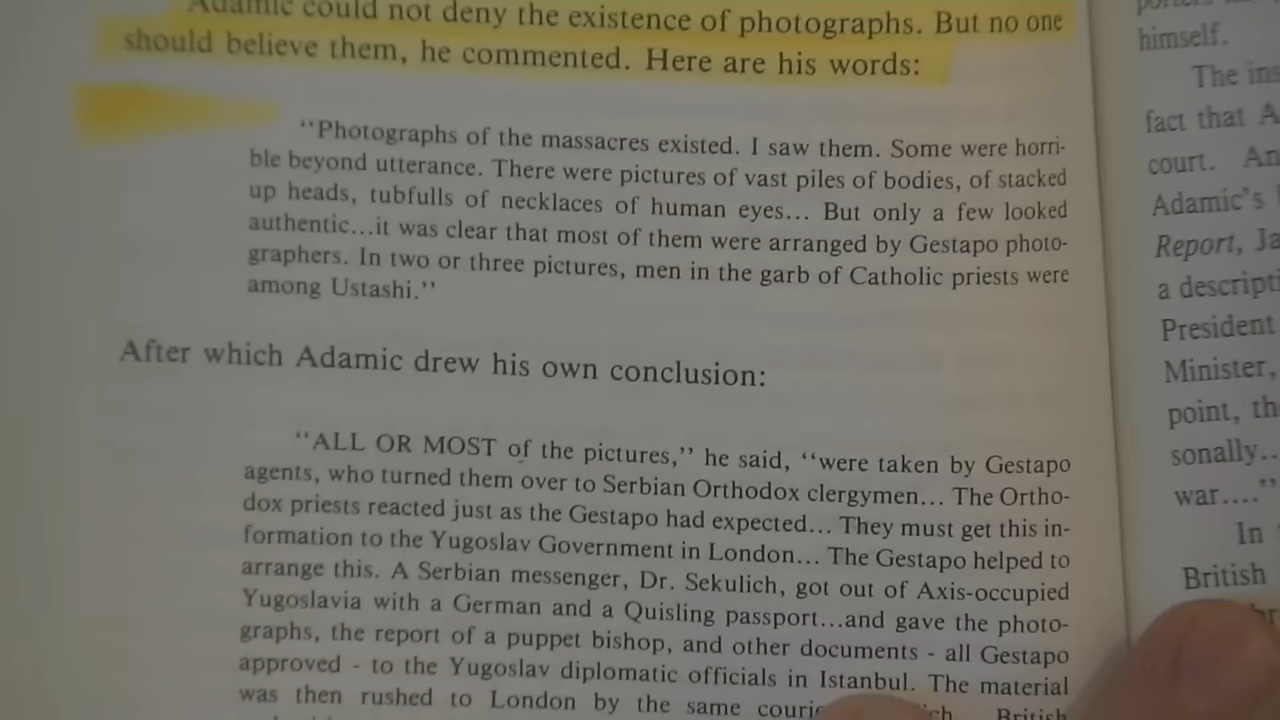 Adamic could not deny the existence of photographs. But no one
should believe them, he commented. Here are his words:
‘‘Photographs of the massacres existed. I saw them. Some were horri-
ble beyond utterance. There were pictures of vast piles of bodies, of stacked
up heads, tubfulls of necklaces of human eyes... But only a few looked
authentic...it was clear that most of them were arranged by Gestapo photo-
graphers. In two or three pictures, men in the garb of Catholic priests were
among Ustashi.’’
After which Adamic drew his own conclusion:
‘‘ALL OR MOST of the pictures,’’ he said, ‘‘were taken by Gestapo
agents, who turned them over to Serbian Orthodox clergymen... The Ortho-
dox priests reacted just as the Gestapo had expected... They must get this in-
formation to the Yugoslav Government in London... The Gestapo helped to
arrange this. A Serbian messenger, Dr. Sekulich, got out of Axis-occupied
Yugoslavia with a German and a Quisling passport...and gave the photo-
graphs, the report of a puppet bishop, and other documents - all Gestapo
approved - to the Yugoslav diplomatic officials in Istanbul. The material
was then rushed to London by the same British
himself.
The ins
fact that A
court. An
Adamic's
Report, Ja
a descripti
President
Minister,
point, th
sonally..
war....’’
In
British